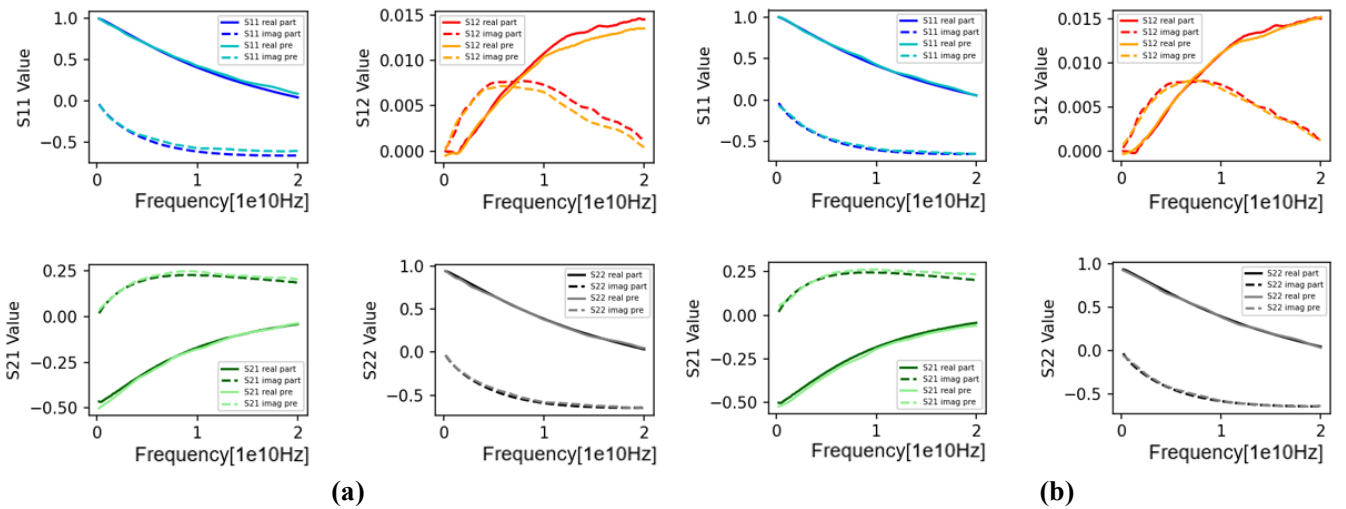 S11 Value
1.0
0.5
0.0
−0.5
S11 real part
S11 imag part
S11 real pre
S11 imag pre
0
1
2
Frequency[1e10Hz]
S12 Value
0.015
0.010
0.005
0.000
S12 real part
S12 imag part
S12 real pre
S12 imag pre
0
1
2
Frequency[1e10Hz]
S11 Value
1.0
0.5
0.0
−0.5
S11 real part
S11 imag part
S11 real pre
S11 imag pre
0
1
2
Frequency[1e10Hz]
S12 Value
0.015
0.010
0.005
0.000
S12 real part
S12 imag part
S12 real pre
S12 imag pre
0
1
2
Frequency[1e10Hz]
S21 Value
0.25
0.00
−0.25
−0.50
S21 real part
S21 imag part
S21 real pre
S21 imag pre
0
1
2
Frequency[1e10Hz]
S22 Value
1.0
0.5
0.0
−0.5
S22 real part
S22 imag part
S22 real pre
S22 imag pre
0
1
2
Frequency[1e10Hz]
S21 Value
0.25
0.00
−0.25
−0.50
S21 real part
S21 imag part
S21 real pre
S21 imag pre
0
1
2
Frequency[1e10Hz]
S22 Value
1.0
0.5
0.0
−0.5
S22 real part
S22 imag part
S22 real pre
S22 imag pre
0
1
2
Frequency[1e10Hz]
(a)
(b)